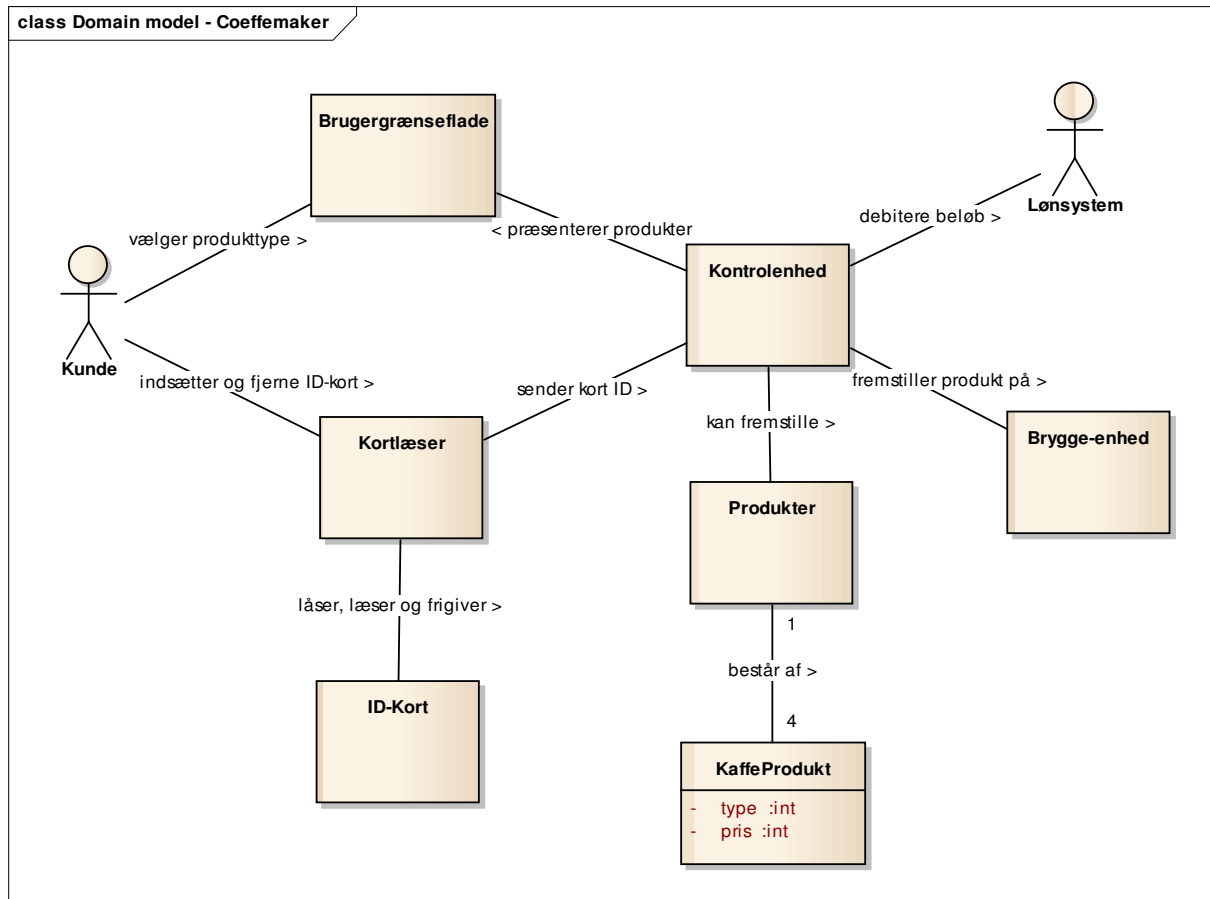 class Domain model - Coeffemaker
Brugergrænseflade
Lønsystem
debitere beløb >
< præsenterer produkter
vælger produkttype >
Kontrolenhed
Kunde
indsætter og fjerne ID-kort >
sender kort ID >
fremstiller produkt på >
kan fremstille >
Kortlæser
Brygge-enhed
Produkter
låser, læser og frigiver >
1
består af >
ID-Kort
4
KaffeProdukt
- type :int
- pris :int